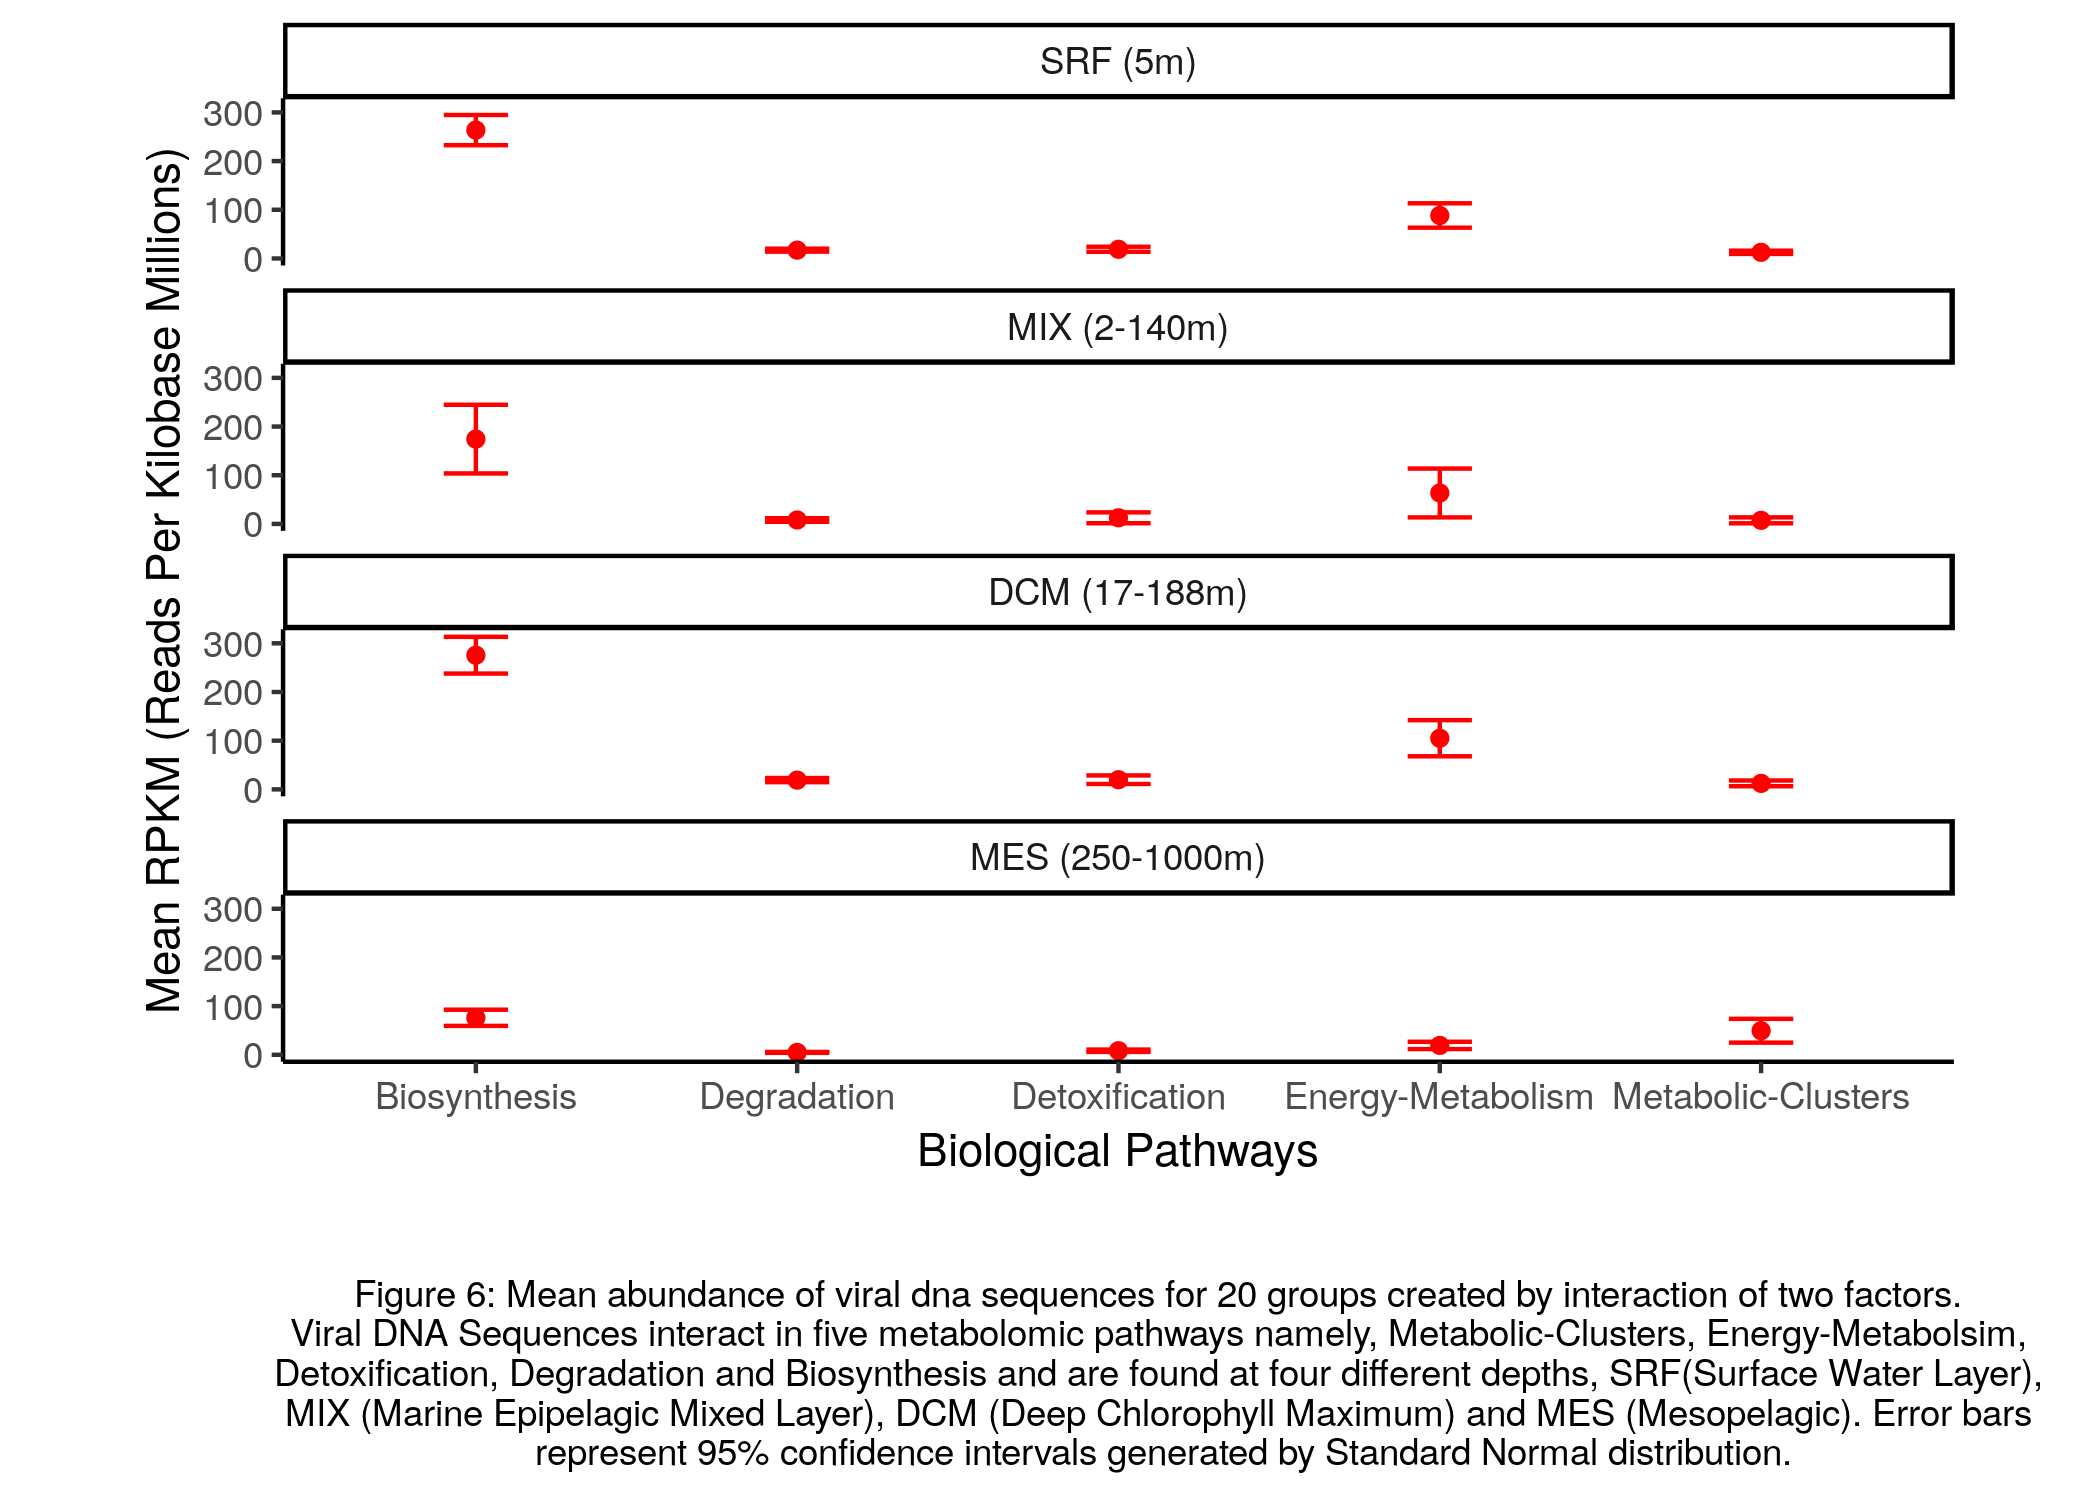 SRF (5m)
300
200
100
0
MIX (2-140m)
300
200
100
0
DCM (17-188m)
300
200
100
0
MES (250-1000m)
300
200
100
0
Mean RPKM (Reads Per Kilobase Millions)
Biosynthesis Degradation Detoxification Energy-Metabolism Metabolic-Clusters
Biological Pathways
Figure 6: Mean abundance of viral dna sequences for 20 groups created by interaction of two factors.
Viral DNA Sequences interact in five metabolomic pathways namely, Metabolic-Clusters, Energy-Metabolsim,
Detoxification, Degradation and Biosynthesis and are found at four different depths, SRF(Surface Water Layer),
MIX (Marine Epipelagic Mixed Layer), DCM (Deep Chlorophyll Maximum) and MES (Mesopelagic). Error bars
represent 95% confidence intervals generated by Standard Normal distribution.